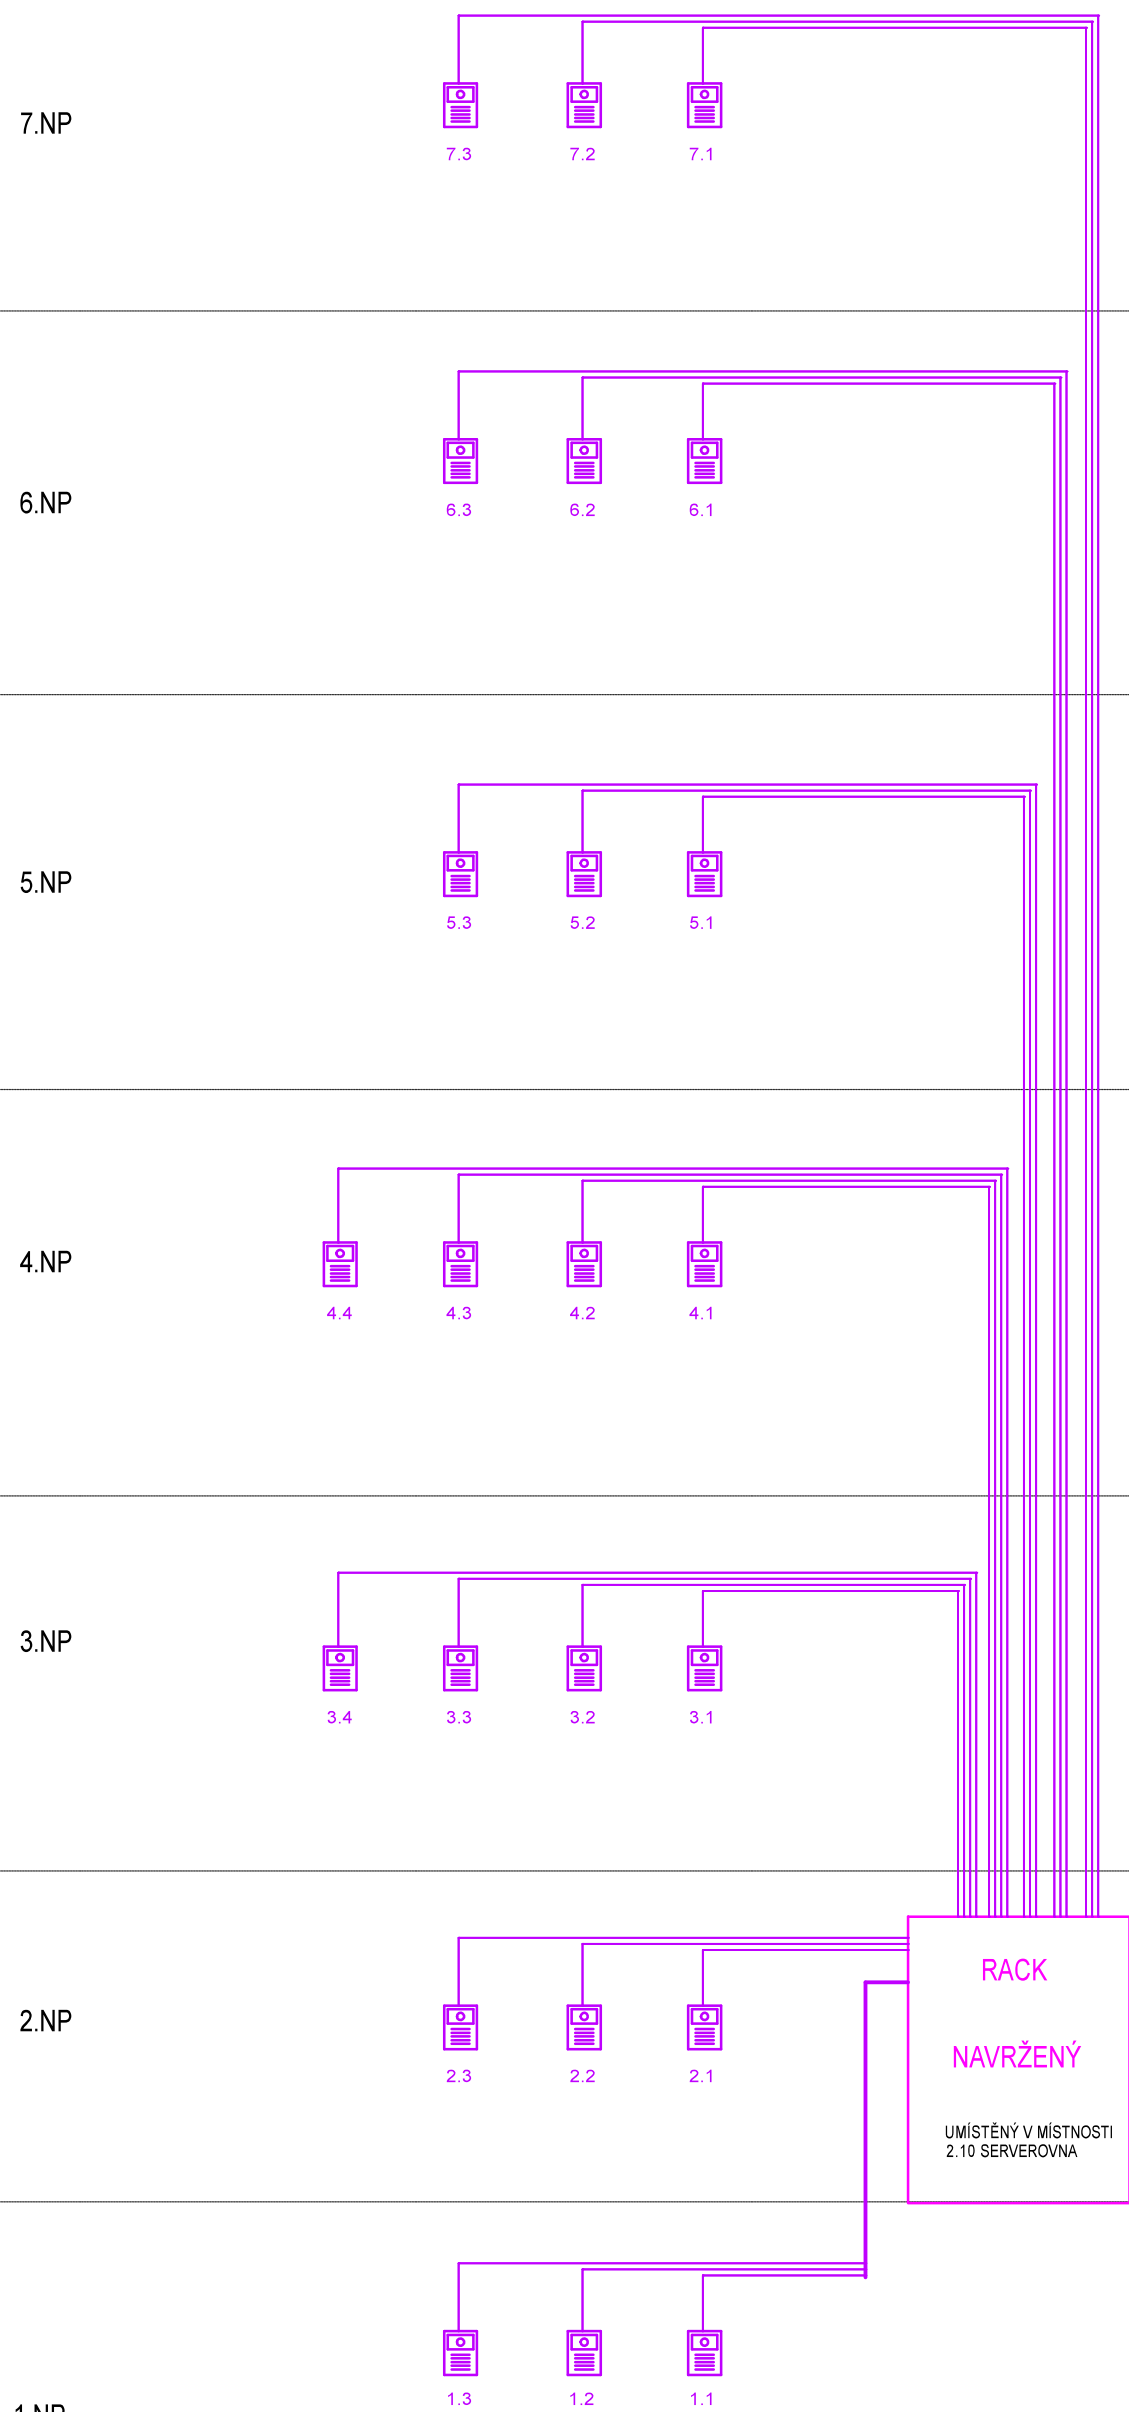 7.NP
7.3 7.2 7.1
6.NP
6.3 6.2 6.1
5.NP
5.3 5.2 5.1
4.NP
4.4 4.3 4.2 4.1
3.NP
3.4 3.3 3.2 3.1
RACK
2.NP
NAVRŽENÝ
2.3 2.2 2.1
UMÍSTĚNÝ V MÍSTNOSTI
2.10 SERVEROVNA
1.3 1.2 1.1
1.NP